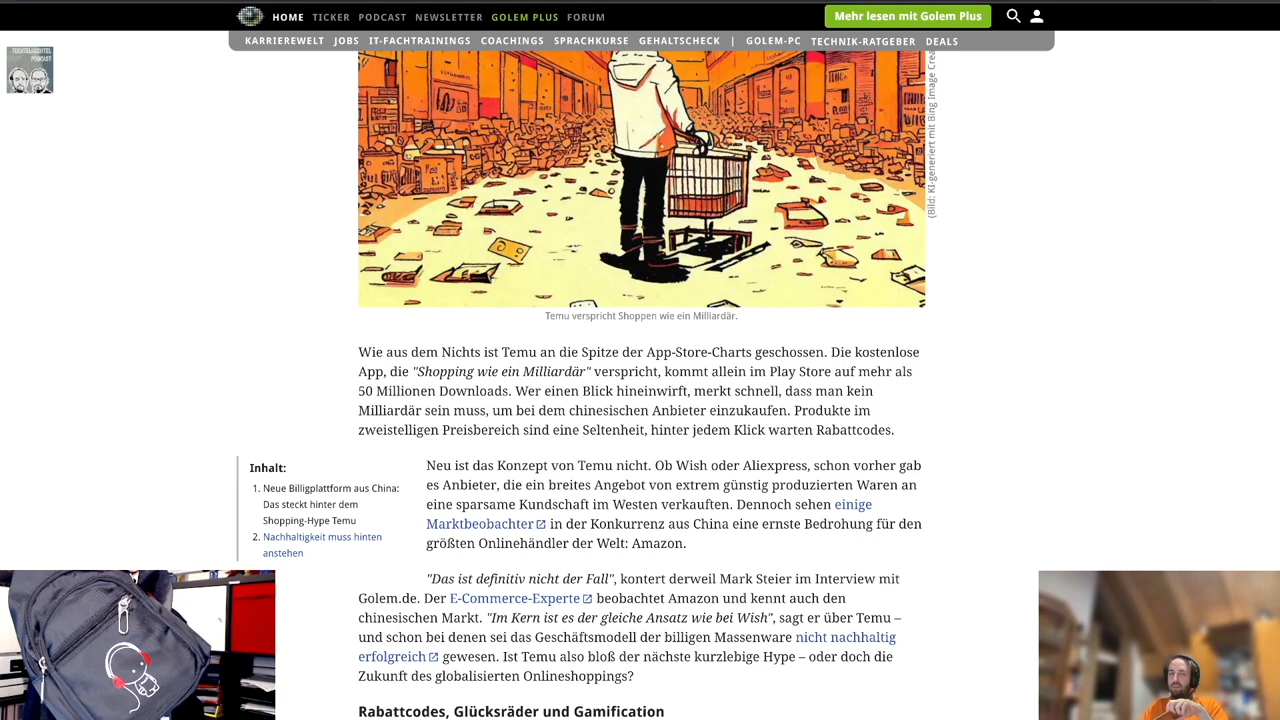 HOME TICKER PODCAST NEWSLETTER GOLEM PLUS FORUM
Mehr lesen mit Golem Plus
KARRIEREWELT JOBS IT-FACHTRAININGS COACHINGS SPRACHKURSE GEHALTSCHECK | GOLEM-PC TECHNIK-RATGEBER DEALS
TECHTELMECHTEL
PODCAST
(Bild: KI-generiert mit Bing Image Crea
Temu verspricht Shoppen wie ein Milliardär.
Wie aus dem Nichts ist Temu an die Spitze der App-Store-Charts geschossen. Die kostenlose
App, die "Shopping wie ein Milliardär" verspricht, kommt allein im Play Store auf mehr als
50 Millionen Downloads. Wer einen Blick hineinwirft, merkt schnell, dass man kein
Milliardär sein muss, um bei dem chinesischen Anbieter einzukaufen. Produkte im
zweistelligen Preisbereich sind eine Seltenheit, hinter jedem Klick warten Rabattcodes.
Inhalt:
1. Neue Billigplattform aus China:
Das steckt hinter dem
Shopping-Hype Temu
2. Nachhaltigkeit muss hinten
anstehen
Neu ist das Konzept von Temu nicht. Ob Wish oder Aliexpress, schon vorher gab
es Anbieter, die ein breites Angebot von extrem günstig produzierten Waren an
eine sparsame Kundschaft im Westen verkauften. Dennoch sehen einige
Marktbeobachter in der Konkurrenz aus China eine ernste Bedrohung für den
größten Onlinehändler der Welt: Amazon.
"Das ist definitiv nicht der Fall", kontert derweil Mark Steier im Interview mit
Golem.de. Der E-Commerce-Experte beobachtet Amazon und kennt auch den
chinesischen Markt. "Im Kern ist es der gleiche Ansatz wie bei Wish", sagt er über Temu –
und schon bei denen sei das Geschäftsmodell der billigen Massenware nicht nachhaltig
erfolgreich gewesen. Ist Temu also bloß der nächste kurzlebige Hype – oder doch die
Zukunft des globalisierten Onlineshoppings?
Rabattcodes, Glücksräder und Gamification